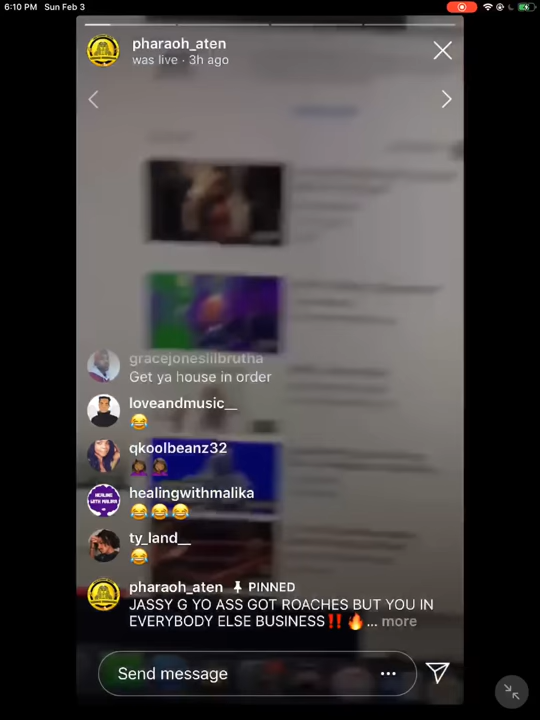 6:10 PM Sun Feb 3
pharaoh_aten
was live · 3h ago
gracejoneslilbrutha
Get ya house in order
loveandmusic__
😂
qkoolbeanz32
🤦🏾‍♀️🤦🏾‍♀️
healingwithmalika
😂😂😂
ty_land__
😂
pharaoh_aten PINNED
JASSY G YO ASS GOT ROACHES BUT YOU IN
EVERYBODY ELSE BUSINESS‼️🔥... more
Send message